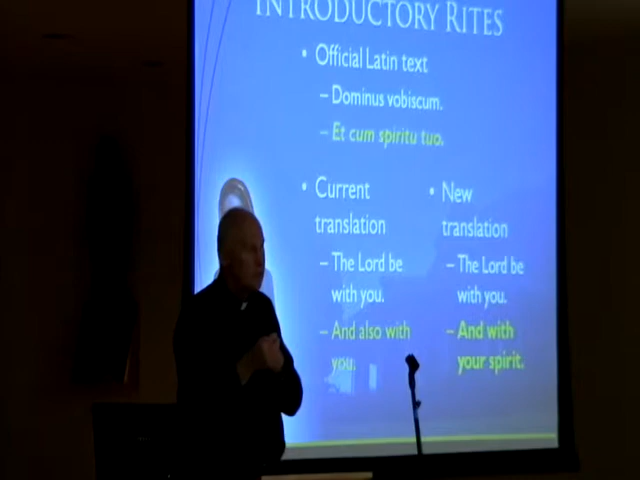 INTRODUCTORY RITES
• Official Latin text
– Dominus vobiscum.
– Et cum spiritu tuo.
• Current
translation
– The Lord be
with you.
– And also with
you.
• New
translation
– The Lord be
with you.
– And with
your spirit.